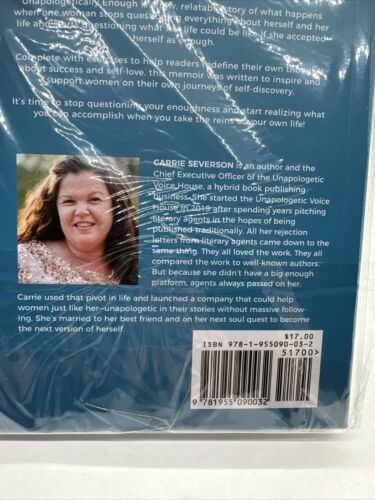 Unapologetically Enough
relatable story of what happens
when one woman stops questioning everything about herself and her
life and
questioning what her life could be like if she accepted
herself as enough.
Complete with exercises to help readers redefine their own thoughts
about success and self-love, this memoir was written to inspire and
support women on their own journeys of self-discovery.
It's time to stop questioning your enoughness and start realizing what
you can accomplish when you take the reins of your own life!
CARRIE SEVERSON is an author and the
Chief Executive Officer of the Unapologetic
Voice House, a hybrid book publishing
business. She started the Unapologetic Voice
House in 2019 after spending years pitching
literary agents in the hopes of being
published traditionally. All her rejection
letters from literary agents came down to the
same thing. They all loved the work. They all
compared the work to well-known authors.
But because she didn't have a big enough
platform, agents always passed on her.
Carrie used that pivot in life and launched a company that could help
women just like her—unapologetic in their stories without massive follow-
ing. She's married to her best friend and on her next soul quest to become
the next version of herself.
$17.00
ISBN 978-1-955090-03-2
51700>
9 781955 090032